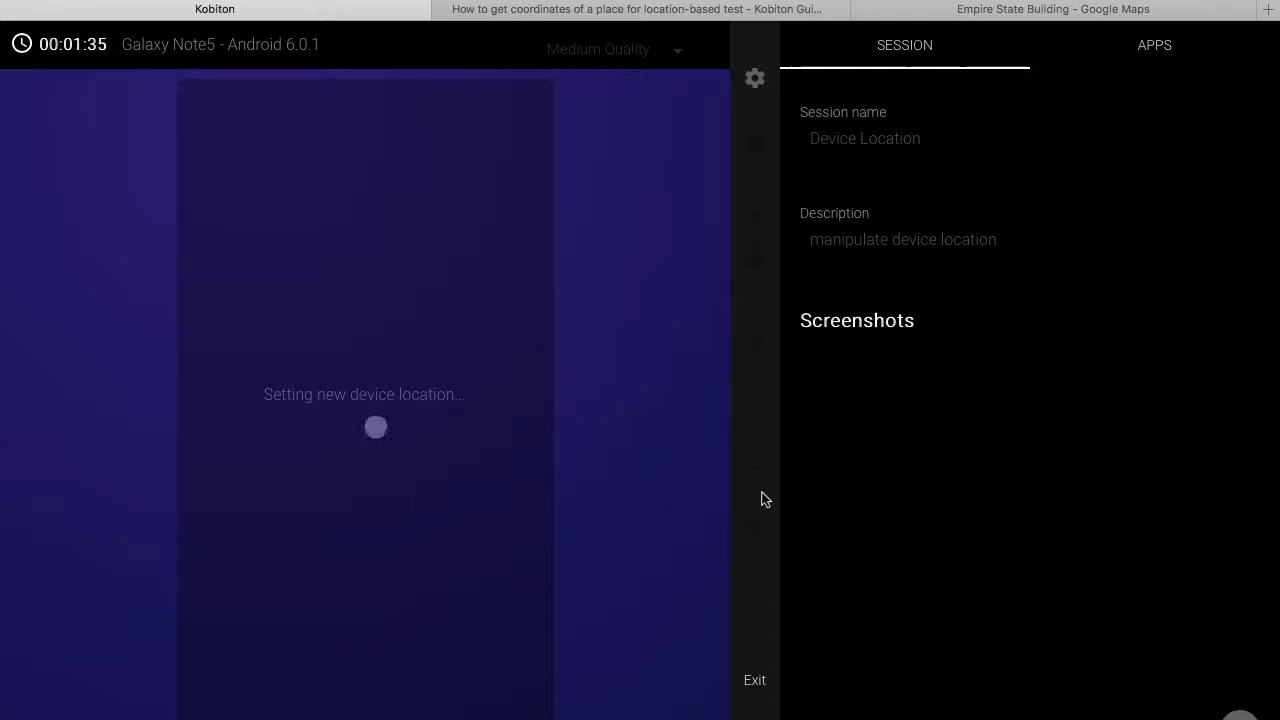 Kobiton
How to get coordinates of a place for location-based test - Kobiton Gui...
Empire State Building - Google Maps
00:01:35
Galaxy Note5 - Android 6.0.1
Medium Quality
SESSION
APPS
Session name
Device Location
Description
manipulate device location
Screenshots
Setting new device location...
Exit